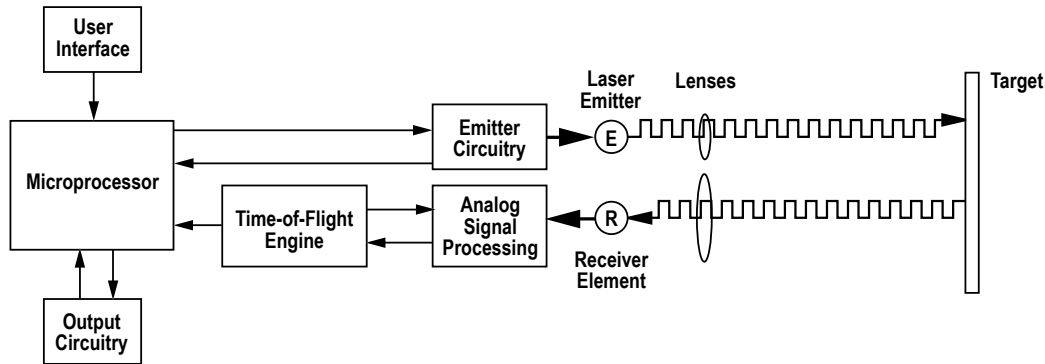 User
Interface
Laser
Emitter
Lenses
Target
Emitter
Circuitry
E
Microprocessor
Time-of-Flight
Engine
Analog
Signal
Processing
R
Receiver
Element
Output
Circuitry